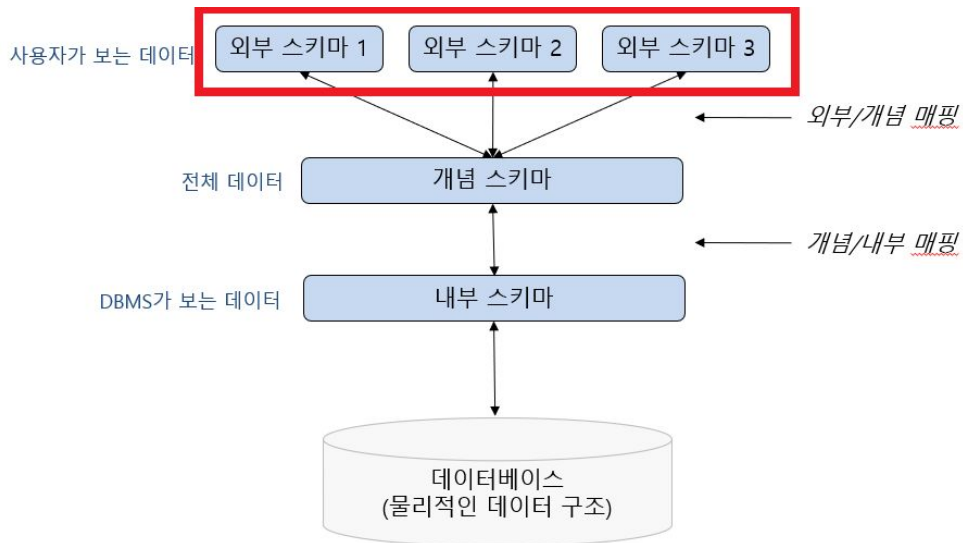 사용자가 보는 데이터
외부 스키마 1
외부 스키마 2
외부 스키마 3
외부/개념 매핑
전체 데이터
개념 스키마
개념/내부 매핑
DBMS가 보는 데이터
내부 스키마
데이터베이스
(물리적인 데이터 구조)